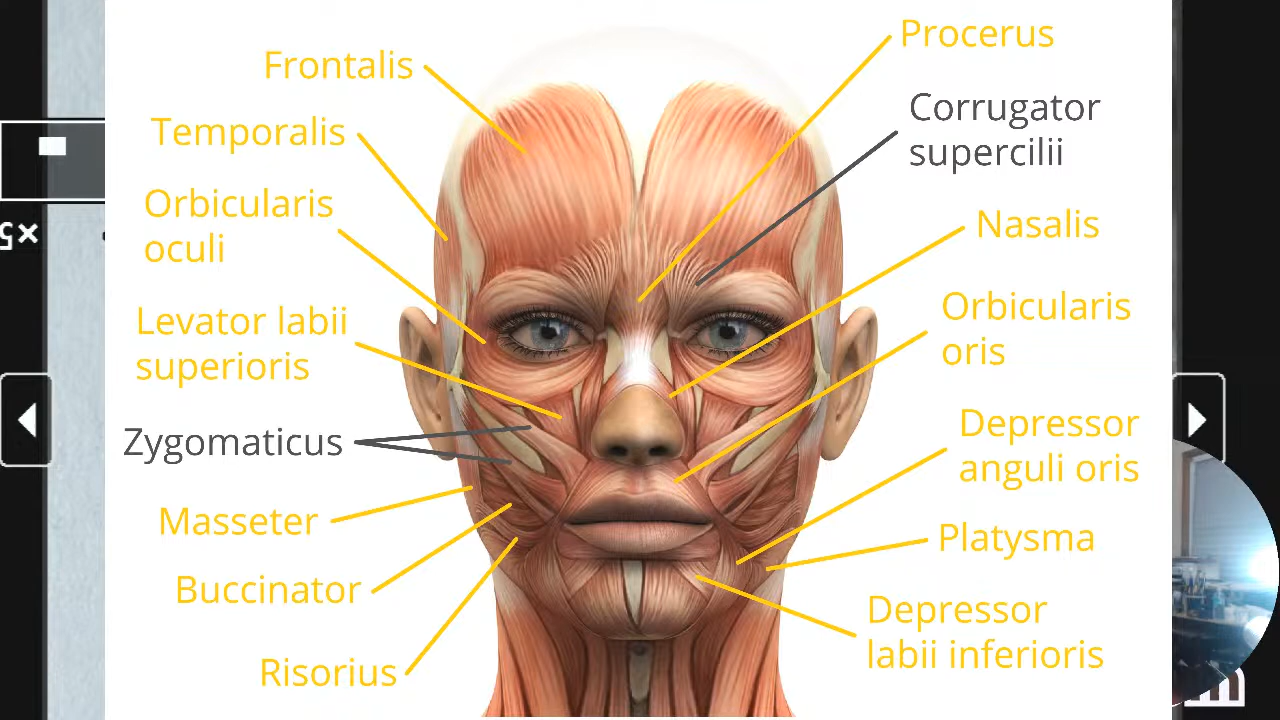 Frontalis
Temporalis
Orbicularis
oculi
Levator labii
superioris
Zygomaticus
Masseter
Buccinator
Risorius
Procerus
Corrugator
supercilii
Nasalis
Orbicularis
oris
Depressor
anguli oris
Platysma
Depressor
labii inferioris